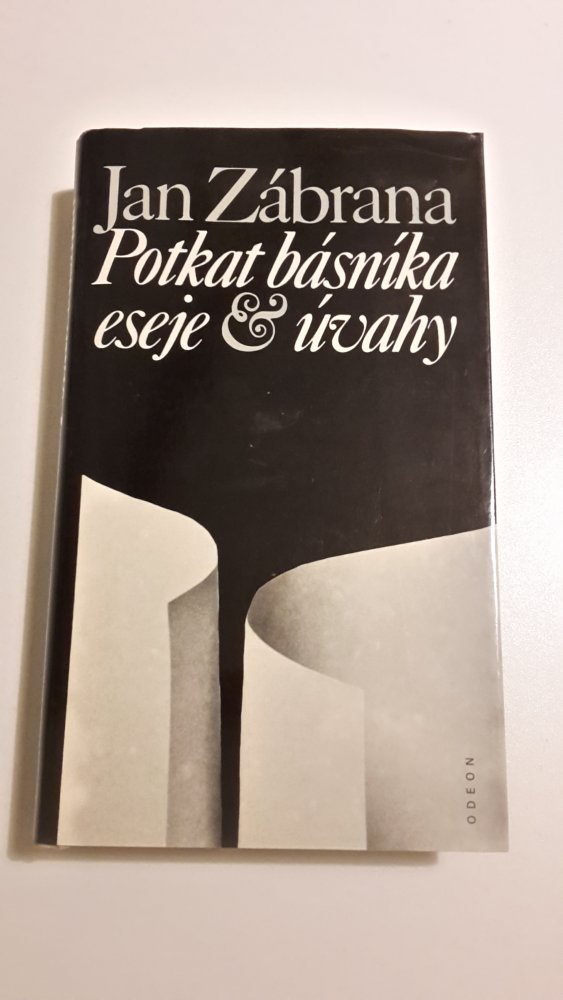 Jan Zábrana
Potkat básníka
eseje & úvahy
ODEON